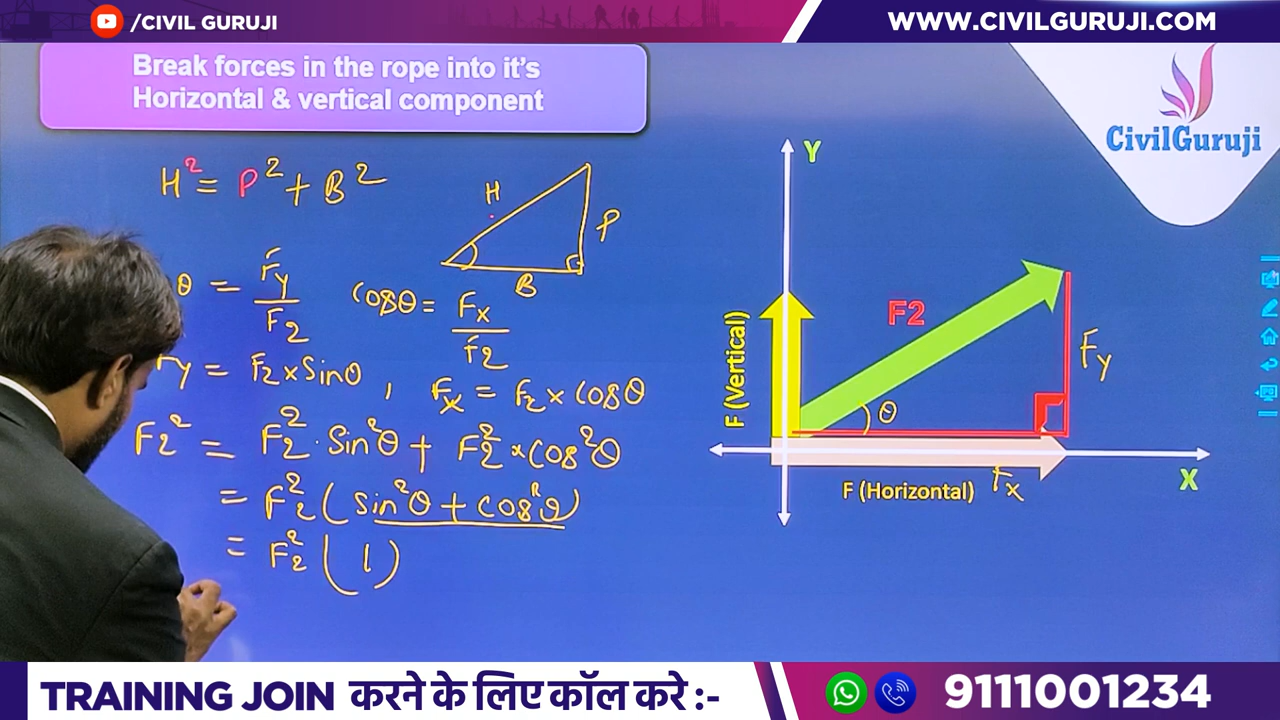 /CIVIL GURUJI
WWW.CIVILGURUJI.COM
Break forces in the rope into it's
Horizontal & vertical component
CivilGuruji
H² = P² + B²
H
P
B
θ = Fy/F2
Cosθ = Fx/F2
Fy = F2 × Sinθ , Fx = F2 × Cosθ
F2² = F2² · Sin²θ + F2² × Cos²θ
= F2² ( Sin²θ + Cos²θ )
= F2² ( 1 )
Y
F2
F (Vertical)
Fy
θ
X
F (Horizontal)
Fx
TRAINING JOIN करने के लिए कॉल करे :-
9111001234